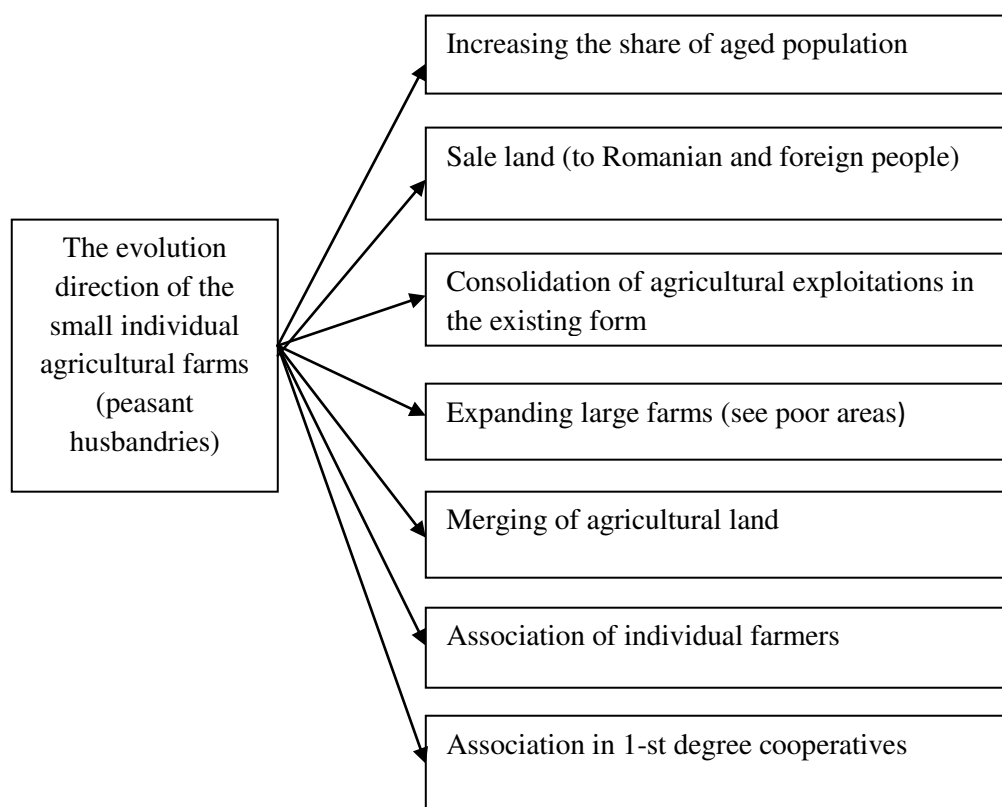 The evolution
direction of the
small individual
agricultural farms
(peasant
husbandries)
Increasing the share of aged population
Sale land (to Romanian and foreign people)
Consolidation of agricultural exploitations in
the existing form
Expanding large farms (see poor areas)
Merging of agricultural land
Association of individual farmers
Association in 1-st degree cooperatives